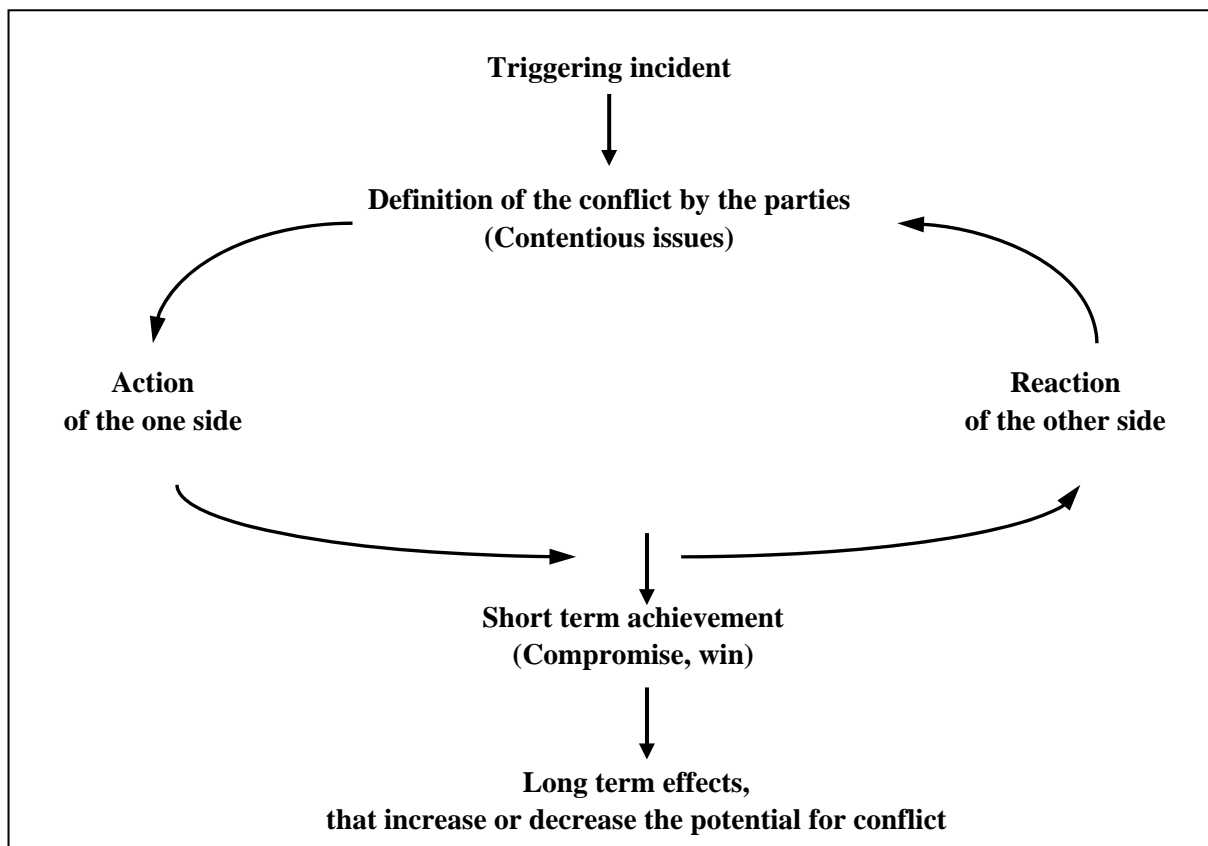 Triggering incident
Definition of the conflict by the parties
(Contentious issues)
Action
of the one side
Reaction
of the other side
Short term achievement
(Compromise, win)
Long term effects,
that increase or decrease the potential for conflict